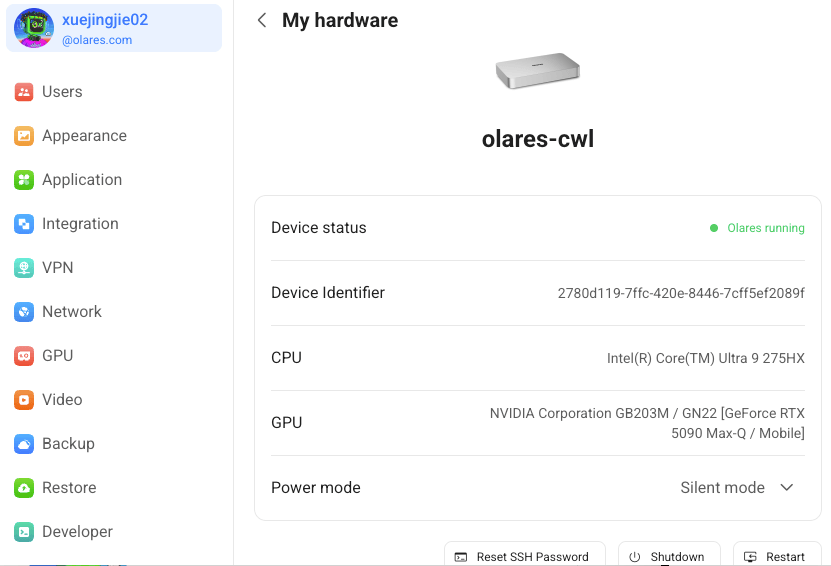 xuejingjie02
@olares.com
Users
Appearance
Application
Integration
VPN
Network
GPU
Video
Backup
Restore
Developer
My hardware
olares-cwl
Device status
Olares running
Device Identifier
2780d119-7ffc-420e-8446-7cff5ef2089f
CPU
Intel(R) Core(TM) Ultra 9 275HX
GPU
NVIDIA Corporation GB203M / GN22 [GeForce RTX
5090 Max-Q / Mobile]
Power mode
Silent mode
Reset SSH Password
Shutdown
Restart